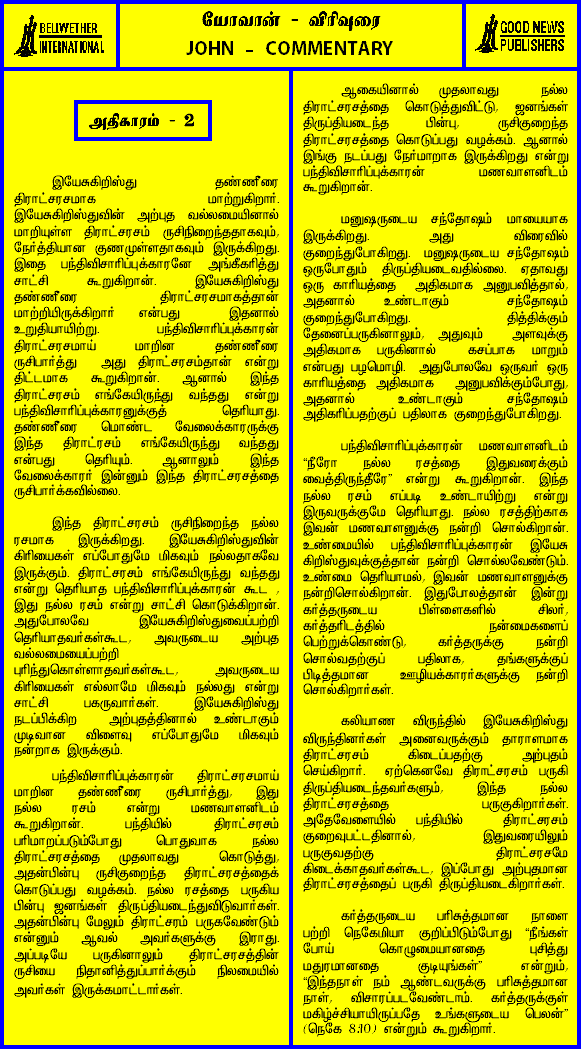 BELWETHER
INTERNATIONAL
யோவான் - விரிவுரை
JOHN - COMMENTARY
GOOD NEWS
PUBLISHERS
அதிகாரம் - 2
இயேசுகிறிஸ்து தண்ணீரை
திராட்சரசமாக மாற்றுகிறார்.
இயேசுகிறிஸ்துவின் அற்புத வல்லமையினால்
மாறியுள்ள திராட்சரசம் ருசிநிறைந்ததாகவும்,
நேர்த்தியான குணமுள்ளதாகவும் இருக்கிறது.
இதை பந்திவிசாரிப்புக்காரனே அங்கீகரித்து
சாட்சி கூறுகிறான். இயேசுகிறிஸ்து
தண்ணீரை திராட்சரசமாகத்தான்
மாற்றியிருக்கிறார் என்பது இதனால்
உறுதியாயிற்று. பந்திவிசாரிப்புக்காரன்
திராட்சரசமாய் மாறின தண்ணீரை
ருசிபார்த்து அது திராட்சரசம்தான் என்று
திட்டமாக கூறுகிறான். ஆனால் இந்த
திராட்சரசம் எங்கேயிருந்து வந்தது என்று
பந்திவிசாரிப்புக்காரனுக்குத் தெரியாது.
தண்ணீரை மொண்ட வேலைக்காரருக்கு
இந்த திராட்ரசம் எங்கேயிருந்து வந்தது
என்பது தெரியும். ஆனாலும் இந்த
வேலைக்காரர் இன்னும் இந்த திராட்சரசத்தை
ருசிபார்க்கவில்லை.
இந்த திராட்சரசம் ருசிநிறைந்த நல்ல
ரசமாக இருக்கிறது. இயேசுகிறிஸ்துவின்
கிரியைகள் எப்போதுமே மிகவும் நல்லதாகவே
இருக்கும். திராட்சரசம் எங்கேயிருந்து வந்தது
என்று தெரியாத பந்திவிசாரிப்புக்காரன் கூட ,
இது நல்ல ரசம் என்று சாட்சி கொடுக்கிறான்.
அதுபோலவே இயேசுகிறிஸ்துவைப்பற்றி
தெரியாதவர்கள்கூட, அவருடைய அற்புத
வல்லமையைப்பற்றி
புரிந்துகொள்ளாதவர்கள்கூட, அவருடைய
கிரியைகள் எல்லாமே மிகவும் நல்லது என்று
சாட்சி பகருவார்கள். இயேசுகிறிஸ்து
நடப்பிக்கிற அற்புதத்தினால் உண்டாகும்
முடிவான விளைவு எப்போதுமே மிகவும்
நன்றாக இருக்கும்.
பந்திவிசாரிப்புக்காரன் திராட்சரசமாய்
மாறின தண்ணீரை ருசிபார்த்து, இது
நல்ல ரசம் என்று மணவாளனிடம்
கூறுகிறான். பந்தியில் திராட்சரசம்
பரிமாறப்படும்போது பொதுவாக நல்ல
திராட்சரசத்தை முதலாவது கொடுத்து,
அதன்பின்பு ருசிகுறைந்த திராட்சரசத்தைக்
கொடுப்பது வழக்கம். நல்ல ரசத்தை பருகிய
பின்பு ஜனங்கள் திருப்தியடைந்துவிடுவார்கள்.
அதன்பின்பு மேலும் திராட்சரம் பருகவேண்டும்
என்னும் ஆவல் அவர்களுக்கு இராது.
அப்படியே பருகினாலும் திராட்சரசத்தின்
ருசியை நிதானித்துப்பார்க்கும் நிலமையில்
அவர்கள் இருக்கமாட்டார்கள்.
ஆகையினால் முதலாவது நல்ல
திராட்சரசத்தை கொடுத்துவிட்டு, ஜனங்கள்
திருப்தியடைந்த பின்பு, ருசிகுறைந்த
திராட்சரசத்தை கொடுப்பது வழக்கம். ஆனால்
இங்கு நடப்பது நேர்மாறாக இருக்கிறது என்று
பந்திவிசாரிப்புக்காரன் மணவாளனிடம்
கூறுகிறான்.
மனுஷருடைய சந்தோஷம் மாயையாக
இருக்கிறது. அது விரைவில்
குறைந்துபோகிறது. மனுஷருடைய சந்தோஷம்
ஒருபோதும் திருப்தியடைவதில்லை. ஏதாவது
ஒரு காரியத்தை அதிகமாக அனுபவித்தால்,
அதனால் உண்டாகும் சந்தோஷம்
குறைந்துபோகிறது. தித்திக்கும்
தேனைப்பருகினாலும், அதுவும் அளவுக்கு
அதிகமாக பருகினால் கசப்பாக மாறும்
என்பது பழமொழி. அதுபோலவே ஒருவர் ஒரு
காரியத்தை அதிகமாக அனுபவிக்கும்போது,
அதனால் உண்டாகும் சந்தோஷம்
அதிகரிப்பதற்குப் பதிலாக குறைந்துபோகிறது.
பந்திவிசாரிப்புக்காரன் மணவாளனிடம்
“நீரோ நல்ல ரசத்தை இதுவரைக்கும்
வைத்திருந்தீரே” என்று கூறுகிறான். இந்த
நல்ல ரசம் எப்படி உண்டாயிற்று என்று
இருவருக்குமே தெரியாது. நல்ல ரசத்திற்காக
இவன் மணவாளனுக்கு நன்றி சொல்கிறான்.
உண்மையில் பந்திவிசாரிப்புக்காரன் இயேசு
கிறிஸ்துவுக்குத்தான் நன்றி சொல்லவேண்டும்.
உண்மை தெரியாமல், இவன் மணவாளனுக்கு
நன்றிசொல்கிறான். இதுபோலத்தான் இன்று
கர்த்தருடைய பிள்ளைகளில் சிலர்,
கர்த்தரிடத்தில் நன்மைகளைப்
பெற்றுக்கொண்டு, கர்த்தருக்கு நன்றி
சொல்வதற்குப் பதிலாக, தங்களுக்குப்
பிடித்தமான ஊழியக்காரர்களுக்கு நன்றி
சொல்கிறார்கள்.
கலியாண விருந்தில் இயேசுகிறிஸ்து
விருந்தினர்கள் அனைவருக்கும் தாராளமாக
திராட்சரசம் கிடைப்பதற்கு அற்புதம்
செய்கிறார். ஏற்கெனவே திராட்சரசம் பருகி
திருப்தியடைந்தவர்களும், இந்த நல்ல
திராட்சரசத்தை பருகுகிறார்கள்.
அதேவேளையில் பந்தியில் திராட்சரசம்
குறைவுபட்டதினால், இதுவரையிலும்
பருகுவதற்கு திராட்சரசமே
கிடைக்காதவர்கள்கூட, இப்போது அற்புதமான
திராட்சரசத்தைப் பருகி திருப்தியடைகிறார்கள்.
கர்த்தருடைய பரிசுத்தமான நாளை
பற்றி நெகேமியா குறிப்பிடும்போது “நீங்கள்
போய் கொழுமையானதை புசித்து
மதுரமானதை குடியுங்கள்” என்றும்,
“இந்தநாள் நம் ஆண்டவருக்கு பரிசுத்தமான
நாள், விசாரப்படவேண்டாம். கர்த்தருக்குள்
மகிழ்ச்சியாயிருப்பதே உங்களுடைய பெலன்”
(நெகே 8:10) என்றும் கூறுகிறார்.